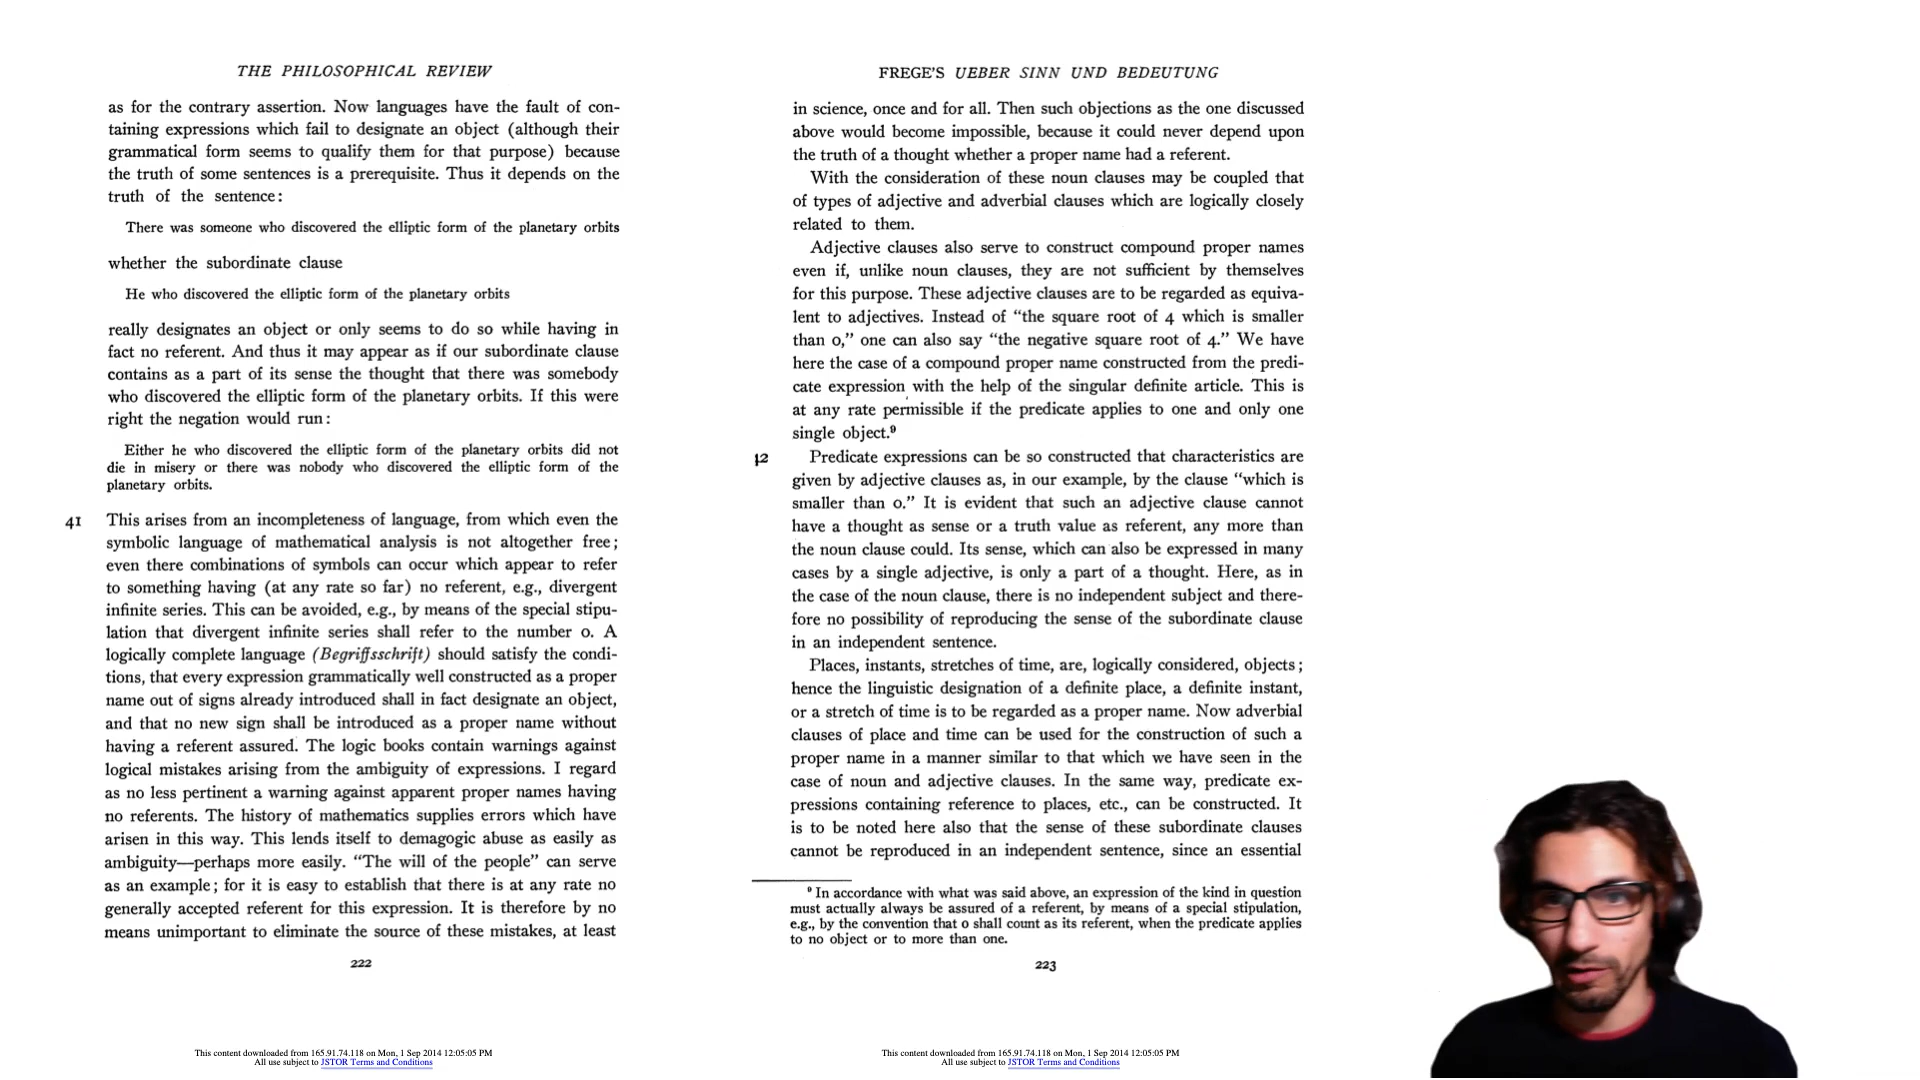 THE PHILOSOPHICAL REVIEW
as for the contrary assertion. Now languages have the fault of con-
taining expressions which fail to designate an object (although their
grammatical form seems to qualify them for that purpose) because
the truth of some sentences is a prerequisite. Thus it depends on the
truth of the sentence:
There was someone who discovered the elliptic form of the planetary orbits
whether the subordinate clause
He who discovered the elliptic form of the planetary orbits
really designates an object or only seems to do so while having in
fact no referent. And thus it may appear as if our subordinate clause
contains as a part of its sense the thought that there was somebody
who discovered the elliptic form of the planetary orbits. If this were
right the negation would run:
Either he who discovered the elliptic form of the planetary orbits did not
die in misery or there was nobody who discovered the elliptic form of the
planetary orbits.
41 This arises from an incompleteness of language, from which even the
symbolic language of mathematical analysis is not altogether free;
even there combinations of symbols can occur which appear to refer
to something having (at any rate so far) no referent, e.g., divergent
infinite series. This can be avoided, e.g., by means of the special stipu-
lation that divergent infinite series shall refer to the number 0. A
logically complete language (Begriffsschrift) should satisfy the condi-
tions, that every expression grammatically well constructed as a proper
name out of signs already introduced shall in fact designate an object,
and that no new sign shall be introduced as a proper name without
having a referent assured. The logic books contain warnings against
logical mistakes arising from the ambiguity of expressions. I regard
as no less pertinent a warning against apparent proper names having
no referents. The history of mathematics supplies errors which have
arisen in this way. This lends itself to demagogic abuse as easily as
ambiguity—perhaps more easily. “The will of the people” can serve
as an example; for it is easy to establish that there is at any rate no
generally accepted referent for this expression. It is therefore by no
means unimportant to eliminate the source of these mistakes, at least
222
This content downloaded from 165.91.74.118 on Mon, 1 Sep 2014 12:05:05 PM
All use subject to JSTOR Terms and Conditions
FREGE'S UEBER SINN UND BEDEUTUNG
in science, once and for all. Then such objections as the one discussed
above would become impossible, because it could never depend upon
the truth of a thought whether a proper name had a referent.
With the consideration of these noun clauses may be coupled that
of types of adjective and adverbial clauses which are logically closely
related to them.
Adjective clauses also serve to construct compound proper names
even if, unlike noun clauses, they are not sufficient by themselves
for this purpose. These adjective clauses are to be regarded as equiva-
lent to adjectives. Instead of “the square root of 4 which is smaller
than 0,” one can also say “the negative square root of 4.” We have
here the case of a compound proper name constructed from the predi-
cate expression with the help of the singular definite article. This is
at any rate permissible if the predicate applies to one and only one
single object.⁹
42 Predicate expressions can be so constructed that characteristics are
given by adjective clauses as, in our example, by the clause “which is
smaller than 0.” It is evident that such an adjective clause cannot
have a thought as sense or a truth value as referent, any more than
the noun clause could. Its sense, which can also be expressed in many
cases by a single adjective, is only a part of a thought. Here, as in
the case of the noun clause, there is no independent subject and there-
fore no possibility of reproducing the sense of the subordinate clause
in an independent sentence.
Places, instants, stretches of time, are, logically considered, objects;
hence the linguistic designation of a definite place, a definite instant,
or a stretch of time is to be regarded as a proper name. Now adverbial
clauses of place and time can be used for the construction of such a
proper name in a manner similar to that which we have seen in the
case of noun and adjective clauses. In the same way, predicate ex-
pressions containing reference to places, etc., can be constructed. It
is to be noted here also that the sense of these subordinate clauses
cannot be reproduced in an independent sentence, since an essential
⁹ In accordance with what was said above, an expression of the kind in question
must actually always be assured of a referent, by means of a special stipulation,
e.g., by the convention that 0 shall count as its referent, when the predicate applies
to no object or to more than one.
223
This content downloaded from 165.91.74.118 on Mon, 1 Sep 2014 12:05:05 PM
All use subject to JSTOR Terms and Conditions